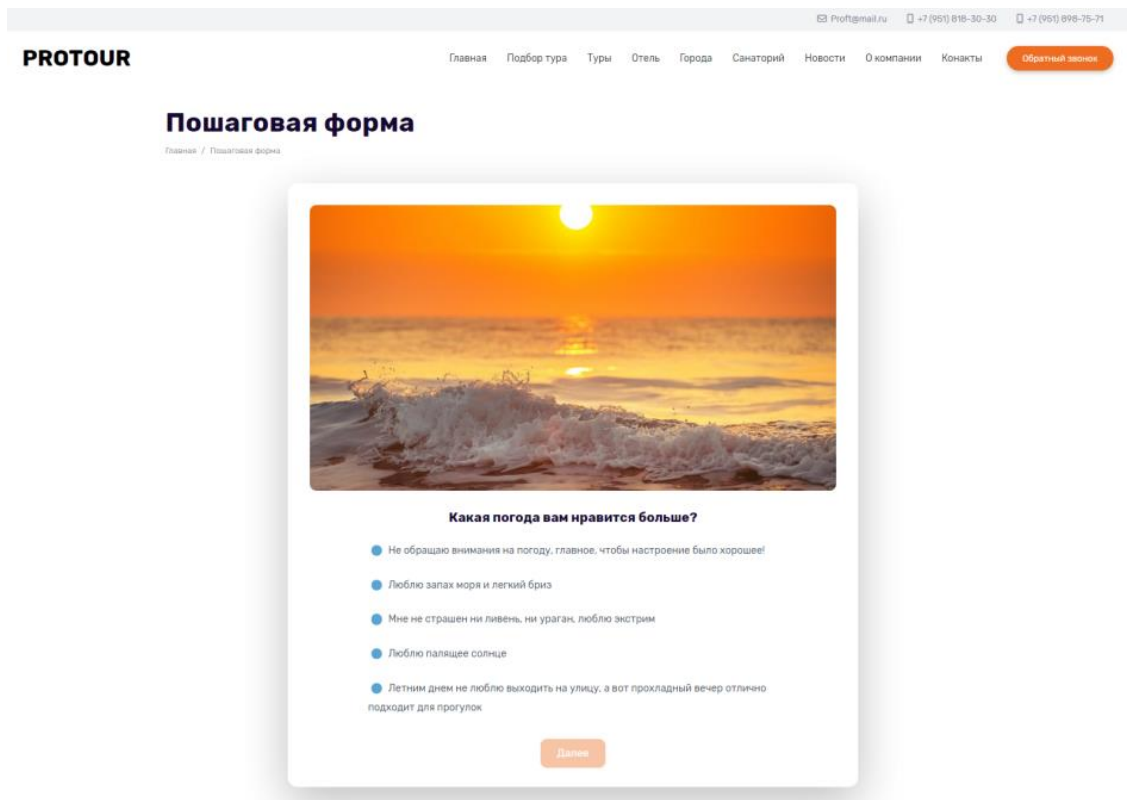 Proft@mail.ru +7 (951) 818-30-30 +7 (951) 898-75-71
PROTOUR Главная Подбор тура Туры Отель Города Санаторий Новости О компании Конакты Обратный звонок
Пошаговая форма
Главная / Пошаговая форма
Какая погода вам нравится больше?
Не обращаю внимания на погоду, главное, чтобы настроение было хорошее!
Люблю запах моря и легкий бриз
Мне не страшен ни ливень, ни ураган, люблю экстрим
Люблю палящее солнце
Летним днем не люблю выходить на улицу, а вот прохладный вечер отлично
подходит для прогулок
Далее